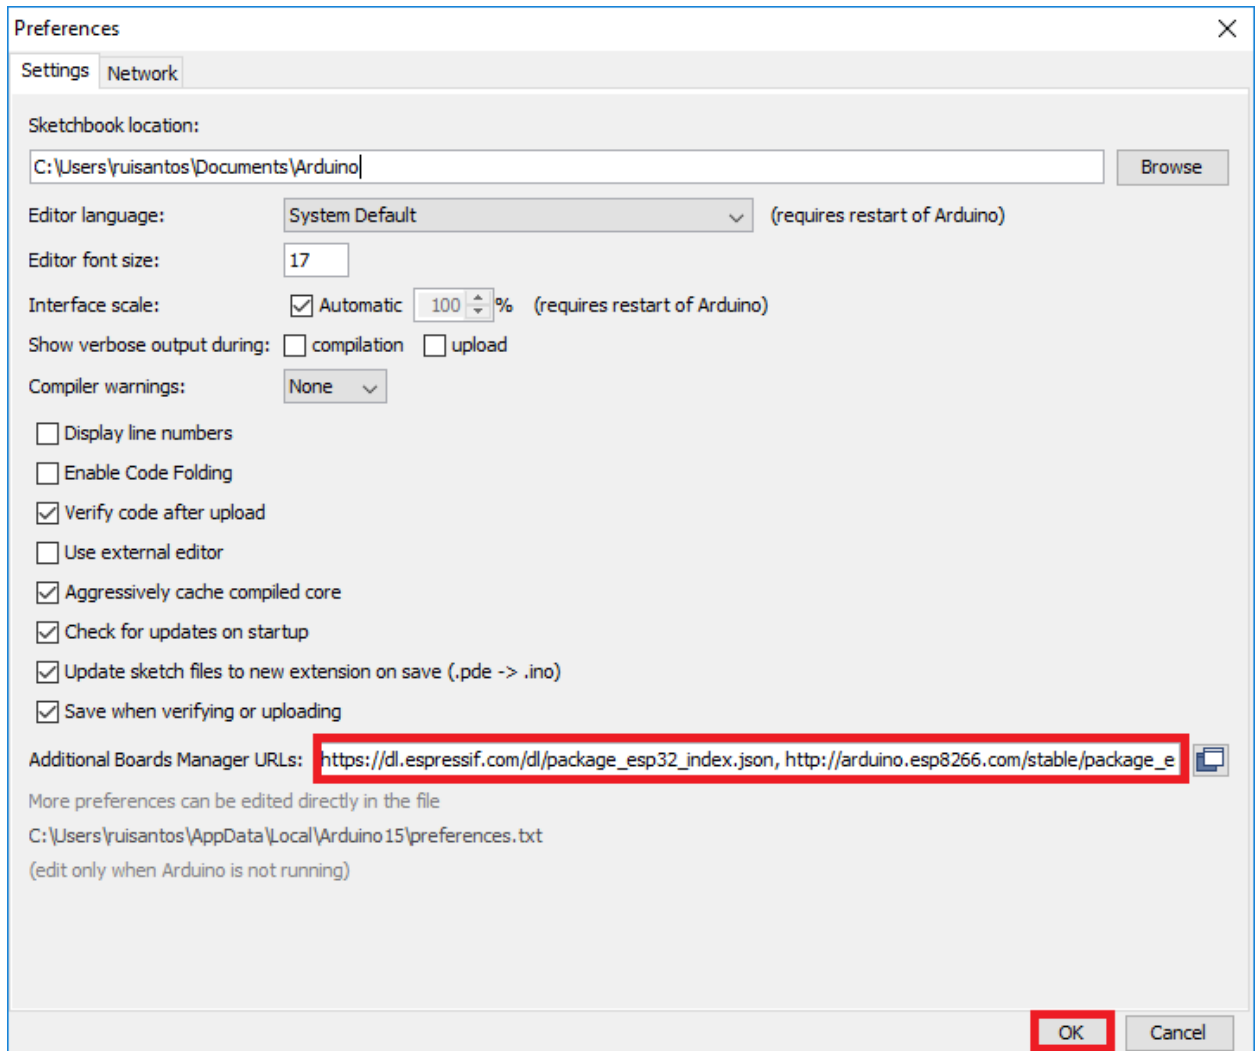 Preferences
Settings Network
Sketchbook location:
C:\Users\ruisantos\Documents\Arduino Browse
Editor language: System Default (requires restart of Arduino)
Editor font size: 17
Interface scale: Automatic 100 % (requires restart of Arduino)
Show verbose output during: compilation upload
Compiler warnings: None
Display line numbers
Enable Code Folding
Verify code after upload
Use external editor
Aggressively cache compiled core
Check for updates on startup
Update sketch files to new extension on save (.pde -> .ino)
Save when verifying or uploading
Additional Boards Manager URLs: https://dl.espressif.com/dl/package_esp32_index.json, http://arduino.esp8266.com/stable/package_e
More preferences can be edited directly in the file
C:\Users\ruisantos\AppData\Local\Arduino15\preferences.txt
(edit only when Arduino is not running)
OK Cancel